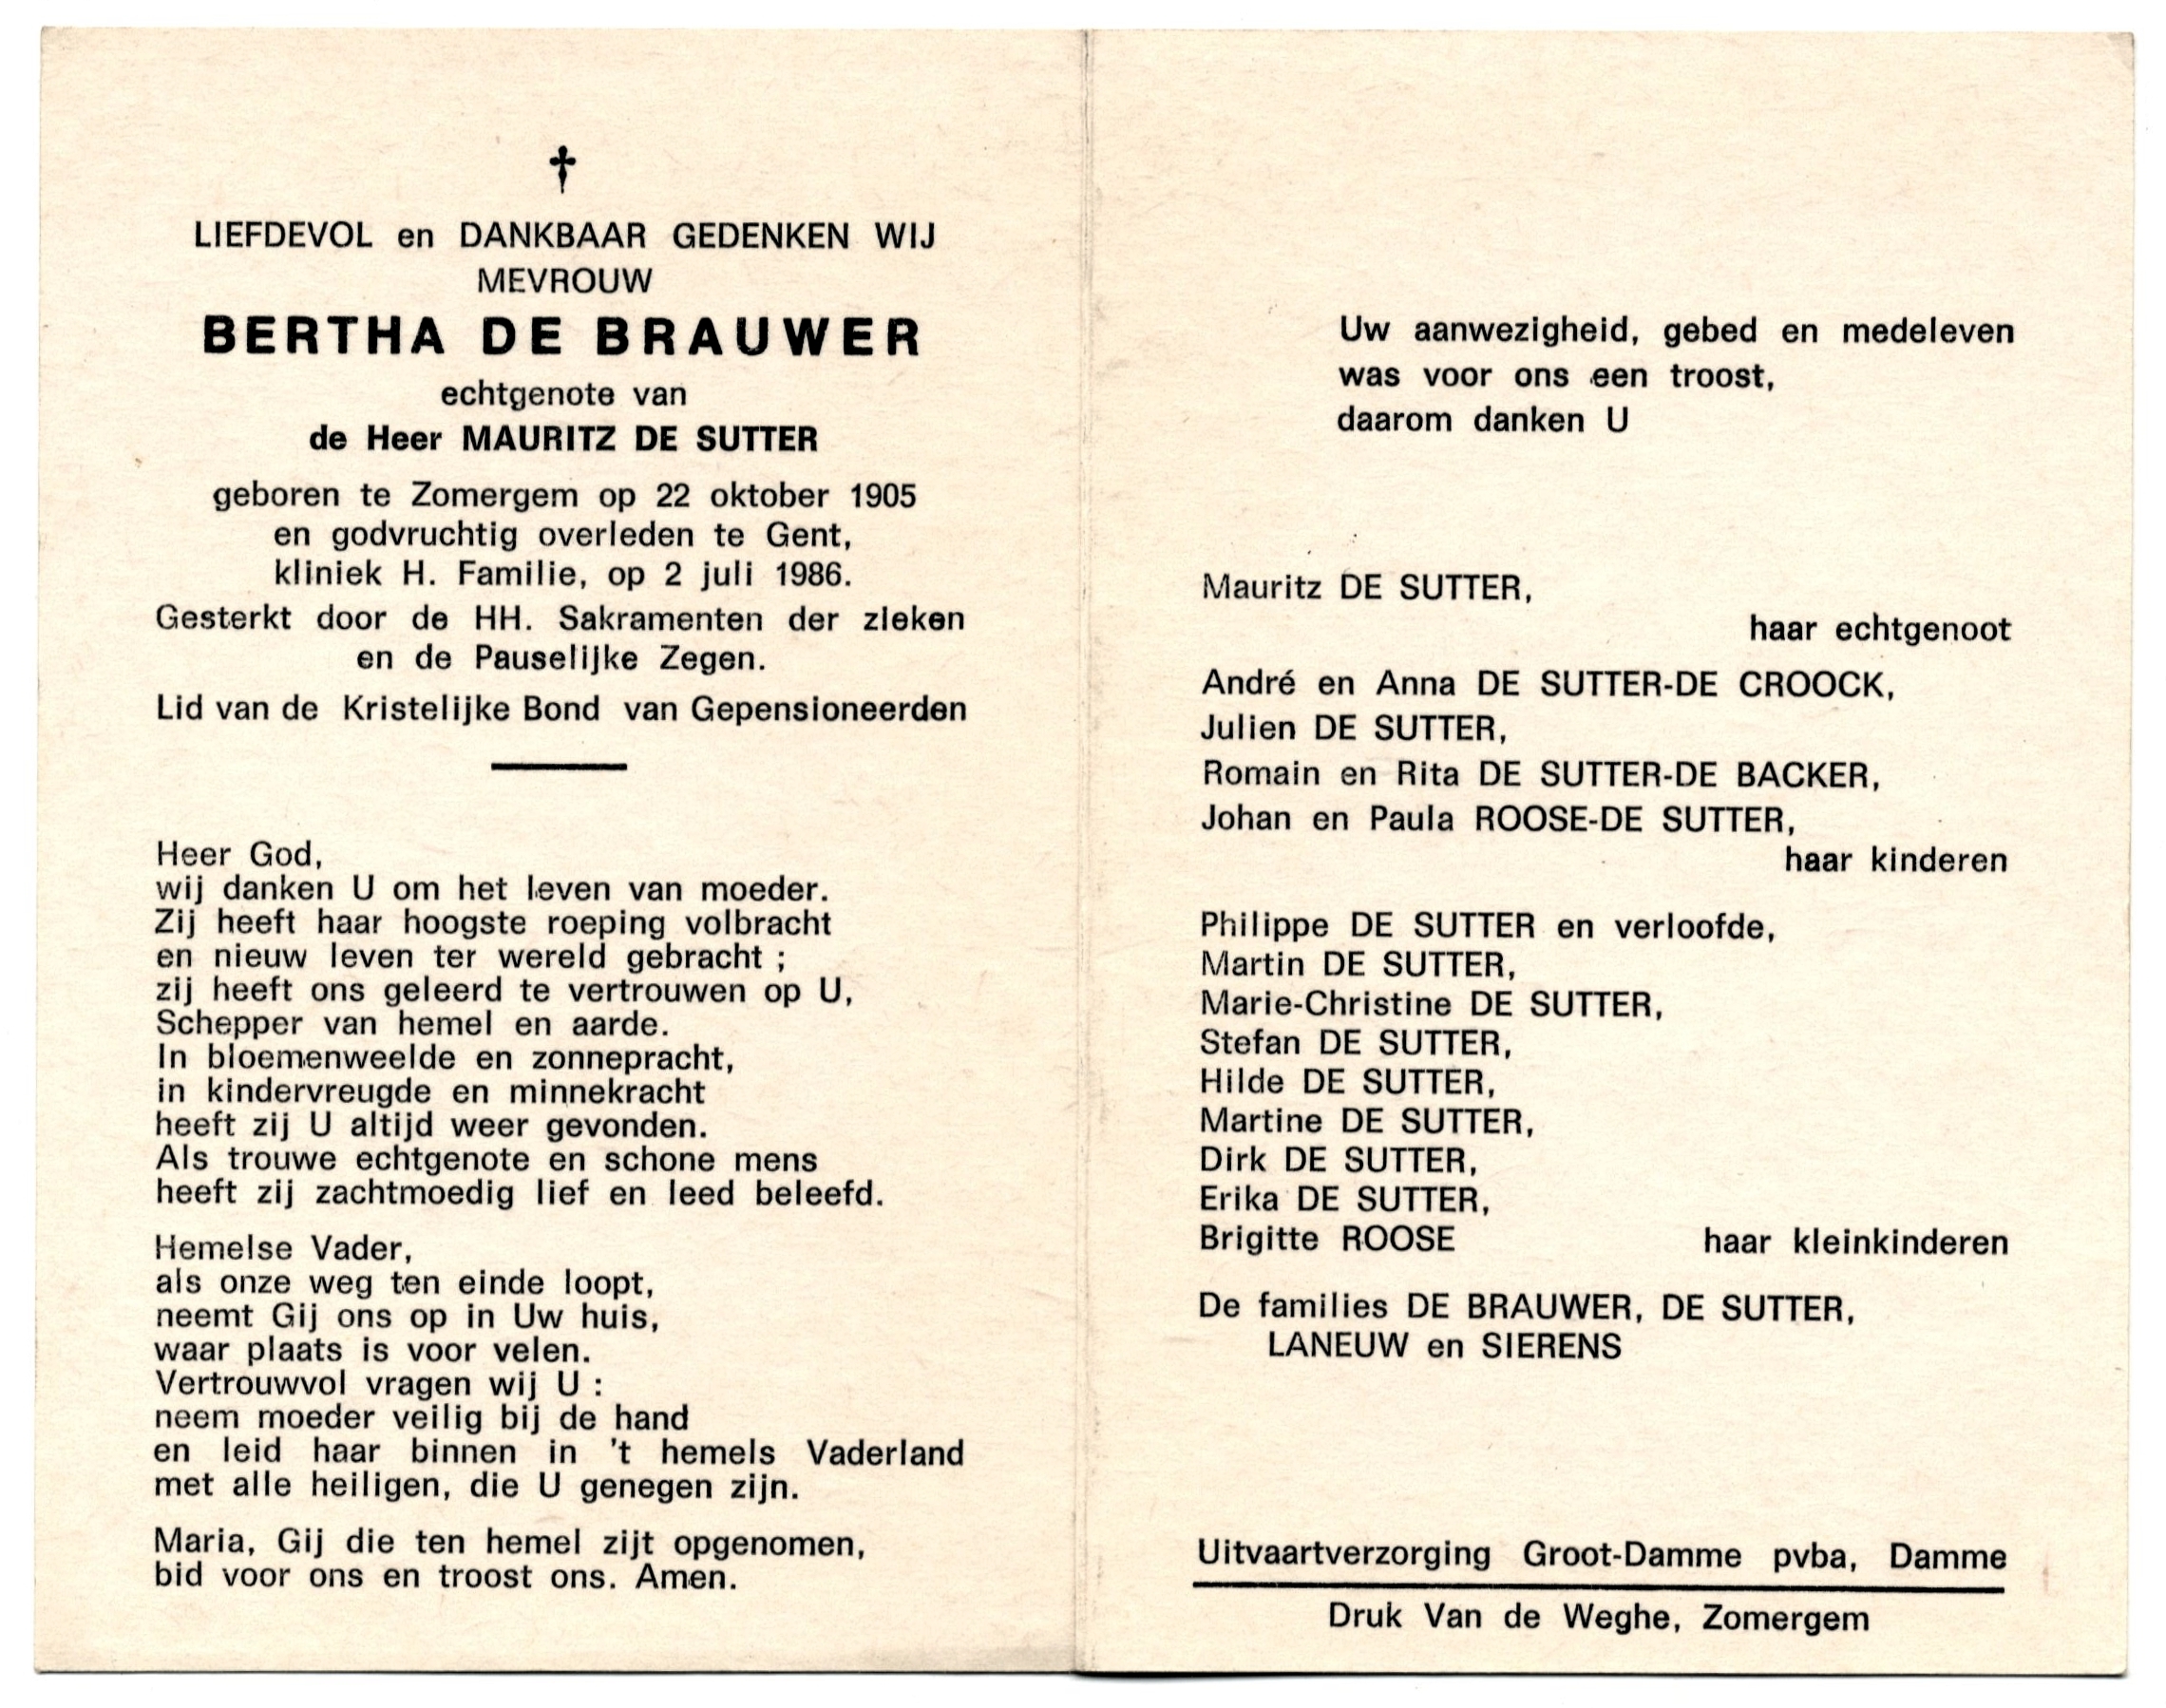 LIEFDEVOL en DANKBAAR GEDENKEN WIJ
MEVROUW
BERTHA DE BRAUWER
echtgenote van
de Heer MAURITZ DE SUTTER
geboren te Zomergem op 22 oktober 1905
en godvruchtig overleden te Gent,
kliniek H. Familie, op 2 juli 1986.
Gesterkt door de HH. Sakramenten der zieken
en de Pauselijke Zegen.
Lid van de Kristelijke Bond van Gepensioneerden
Heer God,
wij danken U om het leven van moeder.
Zij heeft haar hoogste roeping volbracht
en nieuw leven ter wereld gebracht ;
zij heeft ons geleerd te vertrouwen op U,
Schepper van hemel en aarde.
In bloemenweelde en zonnepracht,
in kindervreugde en minnekracht
heeft zij U altijd weer gevonden.
Als trouwe echtgenote en schone mens
heeft zij zachtmoedig lief en leed beleefd.
Hemelse Vader,
als onze weg ten einde loopt,
neemt Gij ons op in Uw huis,
waar plaats is voor velen.
Vertrouwvol vragen wij U :
neem moeder veilig bij de hand
en leid haar binnen in 't hemels Vaderland
met alle heiligen, die U genegen zijn.
Maria, Gij die ten hemel zijt opgenomen,
bid voor ons en troost ons. Amen.
Uw aanwezigheid, gebed en medeleven
was voor ons een troost,
daarom danken U
Mauritz DE SUTTER,
haar echtgenoot
André en Anna DE SUTTER-DE CROOCK,
Julien DE SUTTER,
Romain en Rita DE SUTTER-DE BACKER,
Johan en Paula ROOSE-DE SUTTER,
haar kinderen
Philippe DE SUTTER en verloofde,
Martin DE SUTTER,
Marie-Christine DE SUTTER,
Stefan DE SUTTER,
Hilde DE SUTTER,
Martine DE SUTTER,
Dirk DE SUTTER,
Erika DE SUTTER,
Brigitte ROOSE haar kleinkinderen
De families DE BRAUWER, DE SUTTER,
LANEUW en SIERENS
Uitvaartverzorging Groot-Damme pvba, Damme
Druk Van de Weghe, Zomergem